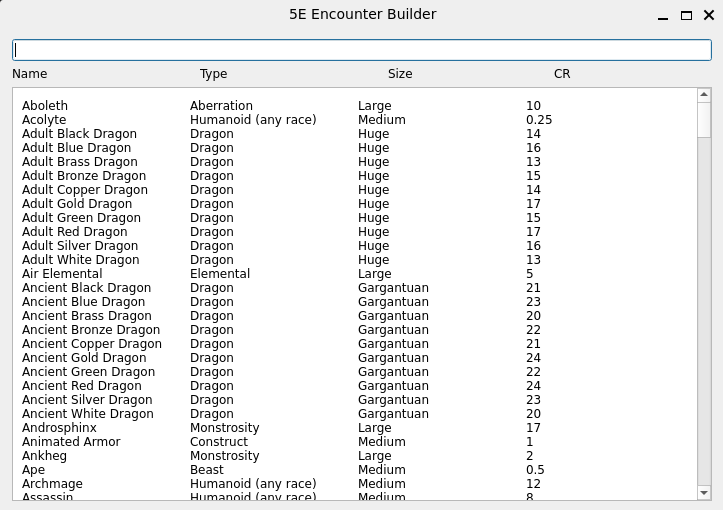 5E Encounter Builder
Name Type Size CR
Aboleth Aberration Large 10
Acolyte Humanoid (any race) Medium 0.25
Adult Black Dragon Dragon Huge 14
Adult Blue Dragon Dragon Huge 16
Adult Brass Dragon Dragon Huge 13
Adult Bronze Dragon Dragon Huge 15
Adult Copper Dragon Dragon Huge 14
Adult Gold Dragon Dragon Huge 17
Adult Green Dragon Dragon Huge 15
Adult Red Dragon Dragon Huge 17
Adult Silver Dragon Dragon Huge 16
Adult White Dragon Dragon Huge 13
Air Elemental Elemental Large 5
Ancient Black Dragon Dragon Gargantuan 21
Ancient Blue Dragon Dragon Gargantuan 23
Ancient Brass Dragon Dragon Gargantuan 20
Ancient Bronze Dragon Dragon Gargantuan 22
Ancient Copper Dragon Dragon Gargantuan 21
Ancient Gold Dragon Dragon Gargantuan 24
Ancient Green Dragon Dragon Gargantuan 22
Ancient Red Dragon Dragon Gargantuan 24
Ancient Silver Dragon Dragon Gargantuan 23
Ancient White Dragon Dragon Gargantuan 20
Androsphinx Monstrosity Large 17
Animated Armor Construct Medium 1
Ankheg Monstrosity Large 2
Ape Beast Medium 0.5
Archmage Humanoid (any race) Medium 12
Assassin Humanoid (any race) Medium 8